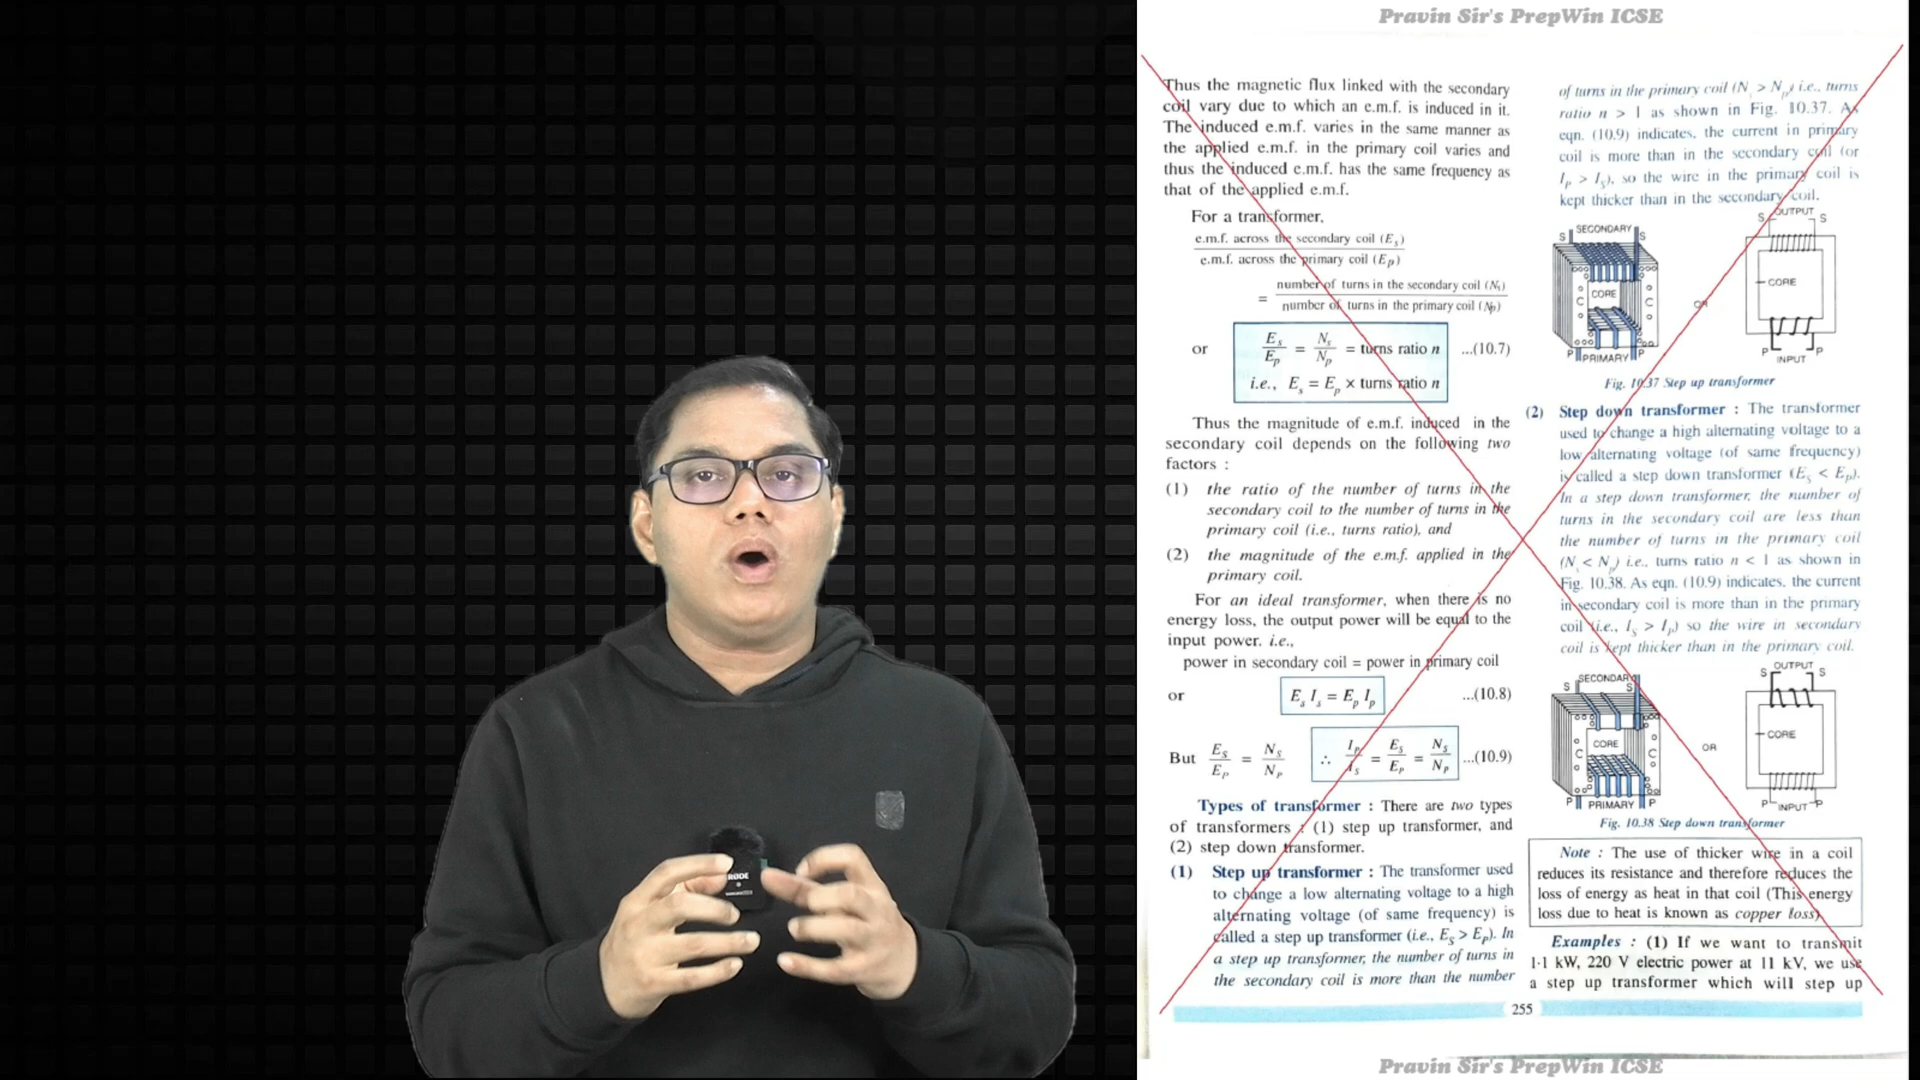 Pravin Sir's PrepWin ICSE
Thus the magnetic flux linked with the secondary
coil vary due to which an e.m.f. is induced in it.
The induced e.m.f. varies in the same manner as
the applied e.m.f. in the primary coil varies and
thus the induced e.m.f. has the same frequency as
that of the applied e.m.f.
For a transformer,
e.m.f. across the secondary coil (Es)
e.m.f. across the primary coil (Ep)
= number of turns in the secondary coil (Ns)
number of turns in the primary coil (Np)
or Es/Ep = Ns/Np = turns ratio n ...(10.7)
i.e., Es = Ep × turns ratio n
Thus the magnitude of e.m.f. induced in the
secondary coil depends on the following two
factors :
(1) the ratio of the number of turns in the
secondary coil to the number of turns in the
primary coil (i.e., turns ratio), and
(2) the magnitude of the e.m.f. applied in the
primary coil.
For an ideal transformer, when there is no
energy loss, the output power will be equal to the
input power. i.e.,
power in secondary coil = power in primary coil
or Es Is = Ep Ip ...(10.8)
But Es/Ep = Ns/Np ∴ Ip/Is = Es/Ep = Ns/Np ...(10.9)
Types of transformer : There are two types
of transformers : (1) step up transformer, and
(2) step down transformer.
(1) Step up transformer : The transformer used
to change a low alternating voltage to a high
alternating voltage (of same frequency) is
called a step up transformer (i.e., Es > Ep). In
a step up transformer, the number of turns in
the secondary coil is more than the number
of turns in the primary coil (Ns > Np) i.e., turns
ratio n > 1 as shown in Fig. 10.37. As
eqn. (10.9) indicates, the current in primary
coil is more than in the secondary coil (or
Ip > Is), so the wire in the primary coil is
kept thicker than in the secondary coil.
S SECONDARY S
C CORE C
P PRIMARY P
OR
S OUTPUT S
CORE
P INPUT P
Fig. 10.37 Step up transformer
(2) Step down transformer : The transformer
used to change a high alternating voltage to a
low alternating voltage (of same frequency)
is called a step down transformer (Es < Ep).
In a step down transformer, the number of
turns in the secondary coil are less than
the number of turns in the primary coil
(Ns < Np) i.e., turns ratio n < 1 as shown in
Fig. 10.38. As eqn. (10.9) indicates, the current
in secondary coil is more than in the primary
coil (i.e., Is > Ip) so the wire in secondary
coil is kept thicker than in the primary coil.
S SECONDARY S
C CORE C
P PRIMARY P
OR
S OUTPUT S
CORE
P INPUT P
Fig. 10.38 Step down transformer
Note : The use of thicker wire in a coil
reduces its resistance and therefore reduces the
loss of energy as heat in that coil (This energy
loss due to heat is known as copper loss)
Examples : (1) If we want to transmit
1·1 kW, 220 V electric power at 11 kV, we use
a step up transformer which will step up
255
Pravin Sir's PrepWin ICSE
RØDE